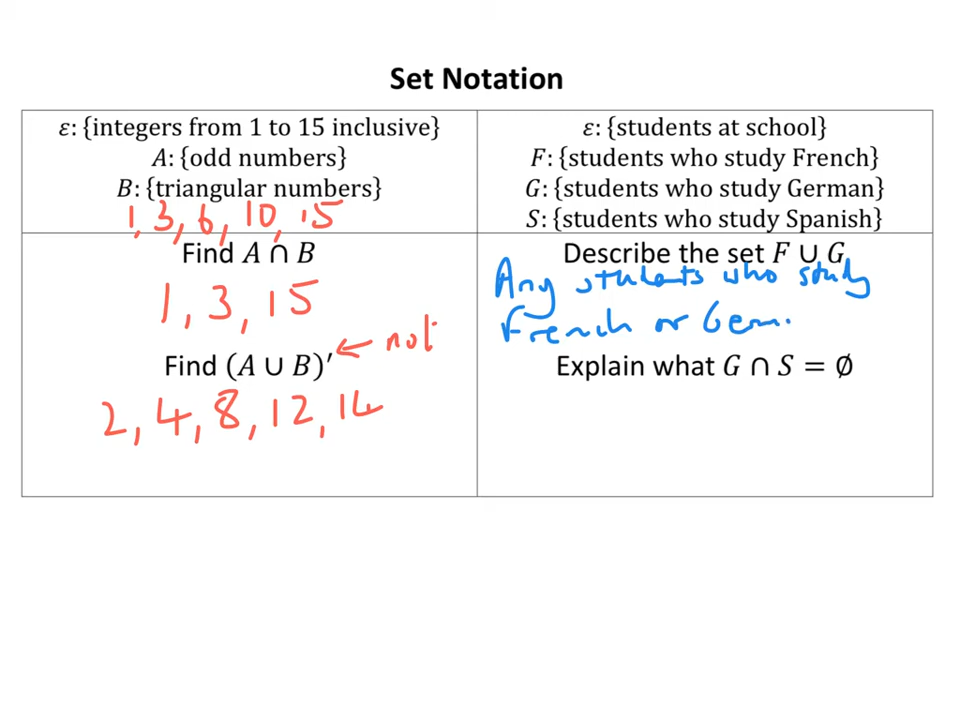 Set Notation
ε: {integers from 1 to 15 inclusive}
A: {odd numbers}
B: {triangular numbers}
1, 3, 6, 10, 15
Find A ∩ B
1, 3, 15
Find (A ∪ B)′ ← not
2, 4, 8, 12, 14
ε: {students at school}
F: {students who study French}
G: {students who study German}
S: {students who study Spanish}
Describe the set F ∪ G
Any students who study
French or Germ.
Explain what G ∩ S = ∅